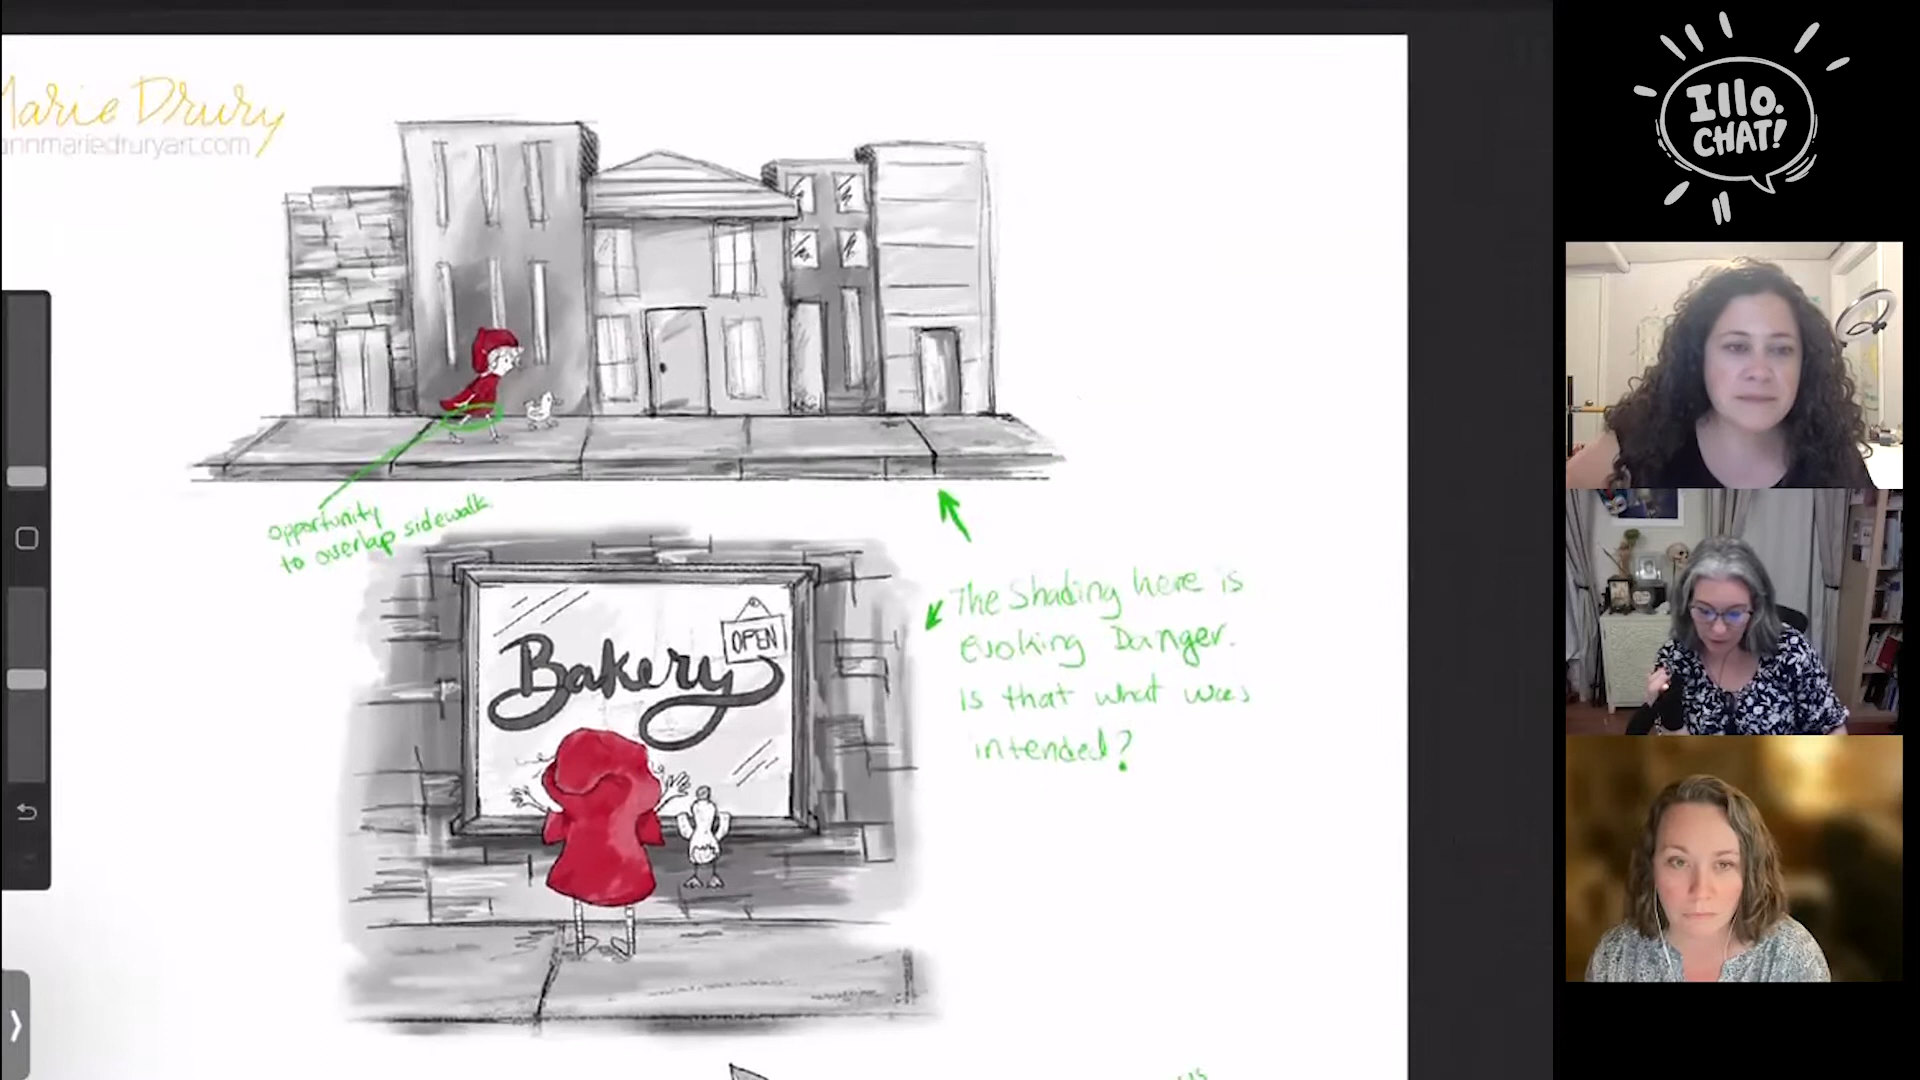 Marie Drury
annmariedruryart.com
Illo.
CHAT!
opportunity
to overlap sidewalk.
OPEN
Bakery
The Shading here is
evoking Danger.
is that what was
intended?